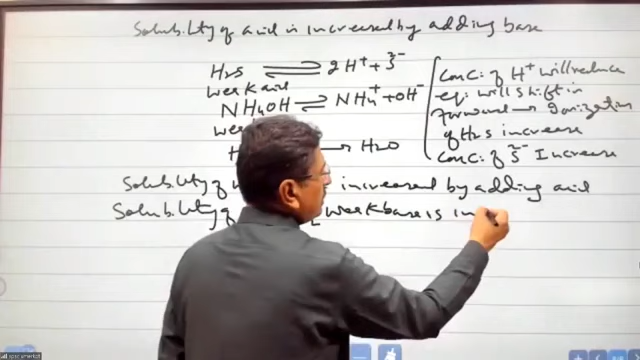 Solubility of acid is increased by adding base
H2S ⇌ 2H+ + S2-
weak acid
NH4OH ⇌ NH4+ + OH-
H → H2O
Conc: of H+ will reduce
eq: will shift in
forward → Ionization
of H2S increase
Conc: of S2- Increase
Solubility of increased by adding acid
Solubility of weak base is in